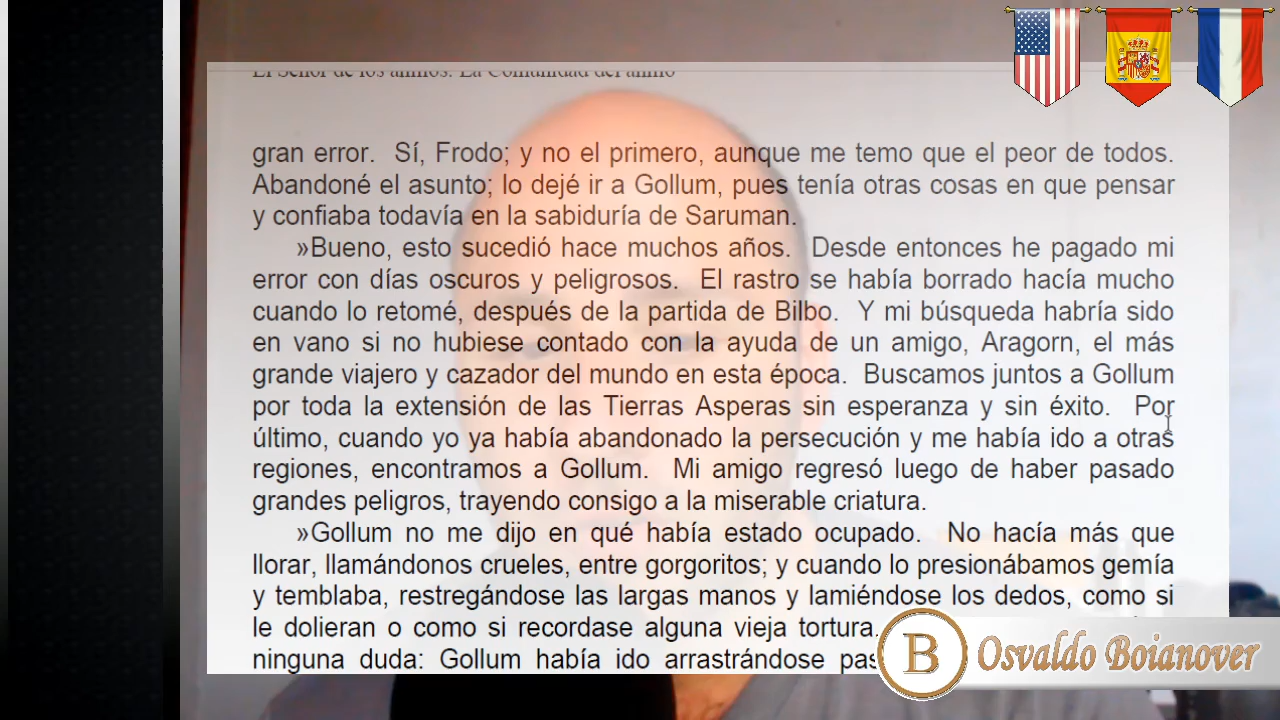 El Señor de los anillos. La Comunidad del anillo
gran error. Sí, Frodo; y no el primero, aunque me temo que el peor de todos.
Abandoné el asunto; lo dejé ir a Gollum, pues tenía otras cosas en que pensar
y confiaba todavía en la sabiduría de Saruman.
»Bueno, esto sucedió hace muchos años. Desde entonces he pagado mi
error con días oscuros y peligrosos. El rastro se había borrado hacía mucho
cuando lo retomé, después de la partida de Bilbo. Y mi búsqueda habría sido
en vano si no hubiese contado con la ayuda de un amigo, Aragorn, el más
grande viajero y cazador del mundo en esta época. Buscamos juntos a Gollum
por toda la extensión de las Tierras Asperas sin esperanza y sin éxito. Por
último, cuando yo ya había abandonado la persecución y me había ido a otras
regiones, encontramos a Gollum. Mi amigo regresó luego de haber pasado
grandes peligros, trayendo consigo a la miserable criatura.
»Gollum no me dijo en qué había estado ocupado. No hacía más que
llorar, llamándonos crueles, entre gorgoritos; y cuando lo presionábamos gemía
y temblaba, restregándose las largas manos y lamiéndose los dedos, como si
le dolieran o como si recordase alguna vieja tortura.
ninguna duda: Gollum había ido arrastrándose
B Osvaldo Boianover